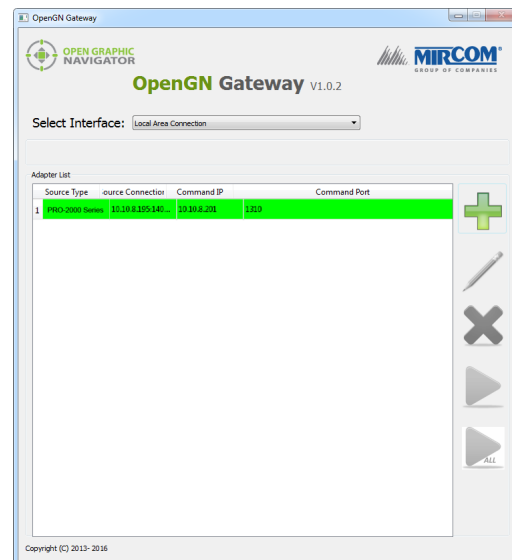 OpenGN Gateway
OPEN GRAPHIC
NAVIGATOR
MIRCOM®
GROUP OF COMPANIES
OpenGN Gateway V1.0.2
Select Interface: Local Area Connection
Adapter List
Source Type ource Connection Command IP Command Port
1 PRO-2000 Series 10.10.8.195:140... 10.10.8.201 1310
ALL
Copyright (C) 2013- 2016